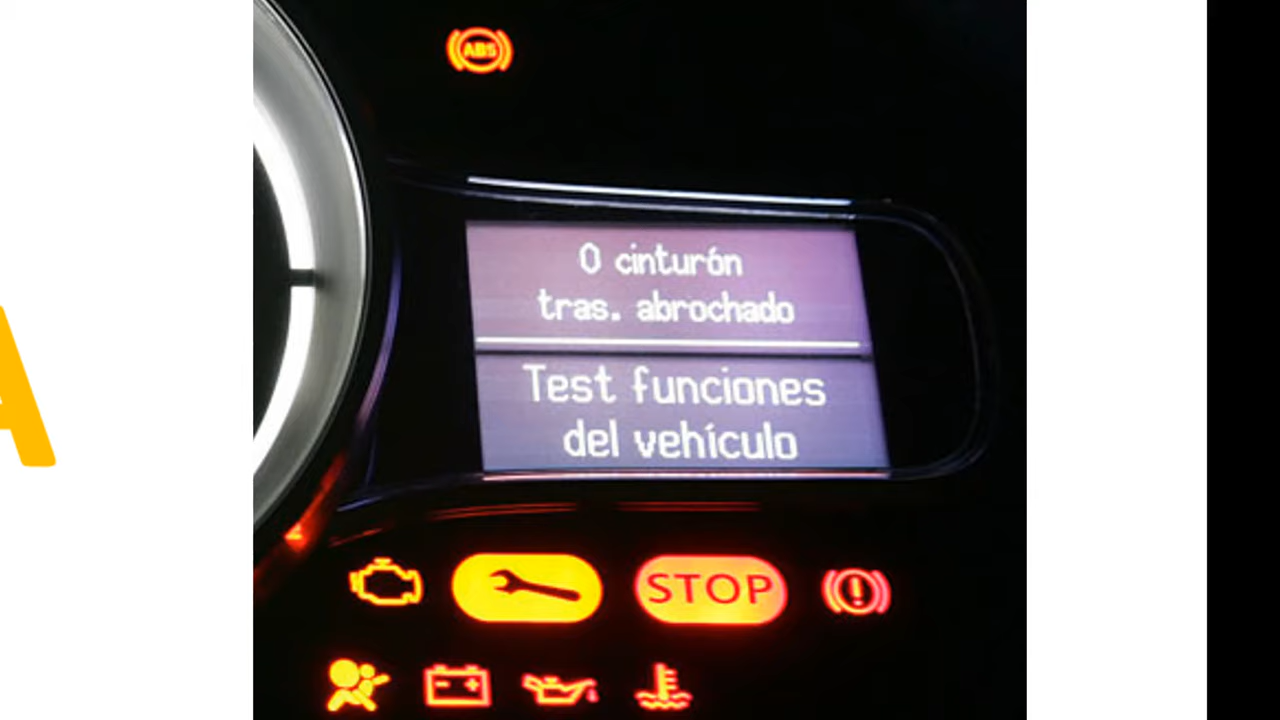 A
ABS
0 cinturón
tras. abrochado
Test funciones
del vehículo
STOP